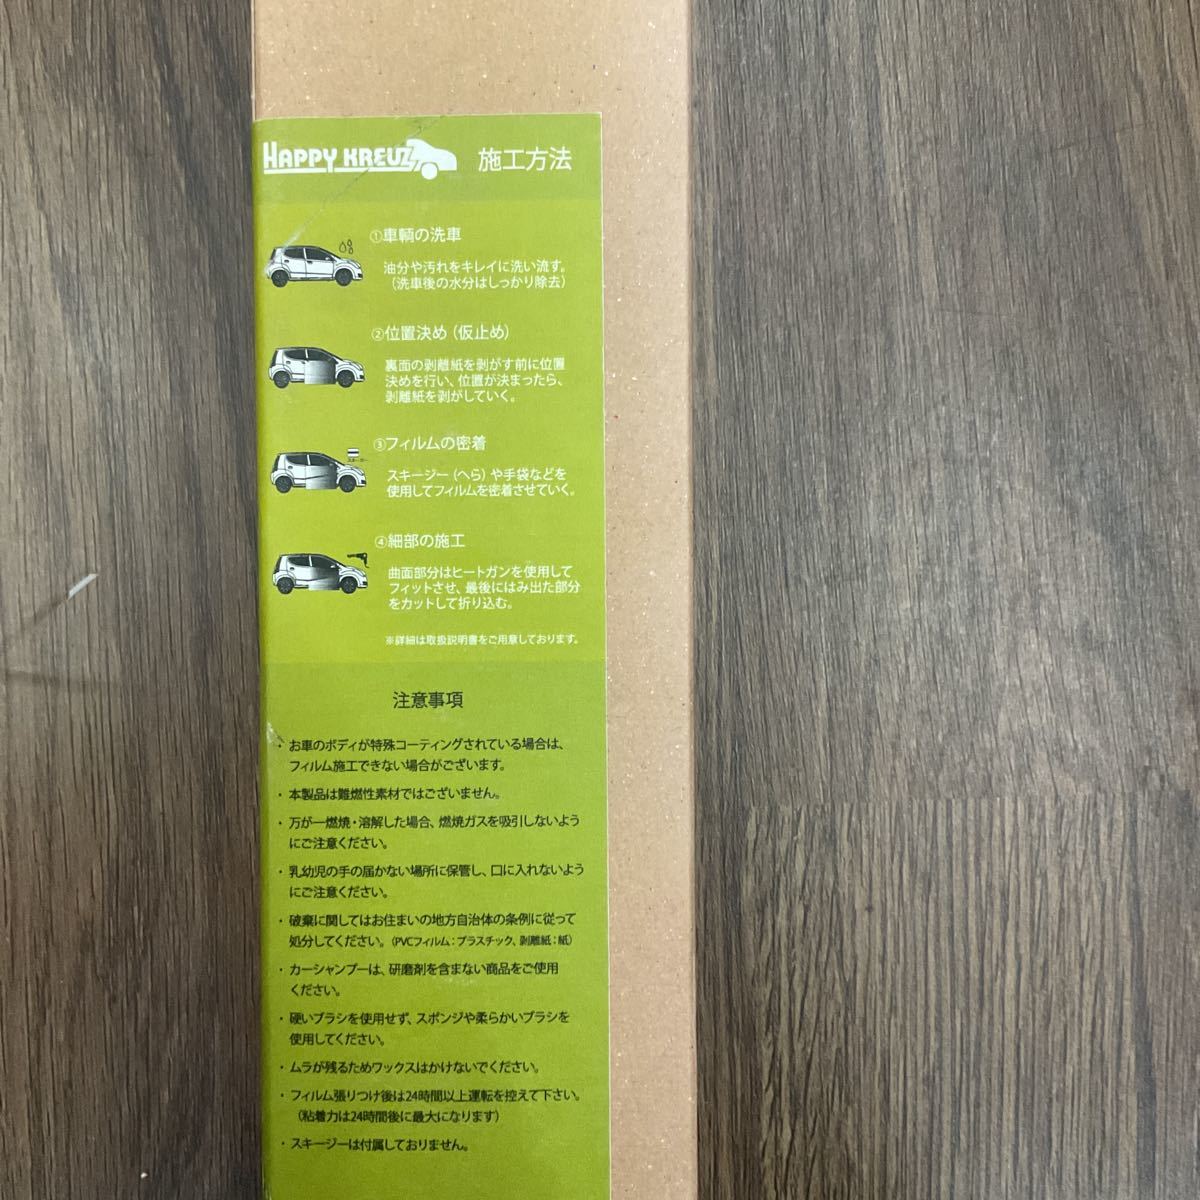 HAPPY KREUZ 施工方法
①車輌の洗車
油分や汚れをキレイに洗い流す。
（洗車後の水分はしっかり除去）
②位置決め（仮止め）
裏面の剥離紙を剥がす前に位置
決めを行い、位置が決まったら、
剥離紙を剥がしていく。
③フィルムの密着
スキージー（へら）や手袋などを
使用してフィルムを密着させていく。
④細部の施工
曲面部分はヒートガンを使用して
フィットさせ、最後にはみ出た部分
をカットして折り込む。
※詳細は取扱説明書をご用意しております。
注意事項
・お車のボディが特殊コーティングされている場合は、
フィルム施工できない場合がございます。
・本製品は難燃性素材ではございません。
・万が一燃焼・溶解した場合、燃焼ガスを吸引しないよう
にご注意ください。
・乳幼児の手の届かない場所に保管し、口に入れないよう
にご注意ください。
・破棄に関してはお住まいの地方自治体の条例に従って
処分してください。（PVCフィルム：プラスチック、剥離紙：紙）
・カーシャンプーは、研磨剤を含まない商品をご使用
ください。
・硬いブラシを使用せず、スポンジや柔らかいブラシを
使用してください。
・ムラが残るためワックスはかけないでください。
・フィルム張りつけ後は24時間以上運転を控えて下さい。
（粘着力は24時間後に最大になります）
・スキージーは付属しておりません。